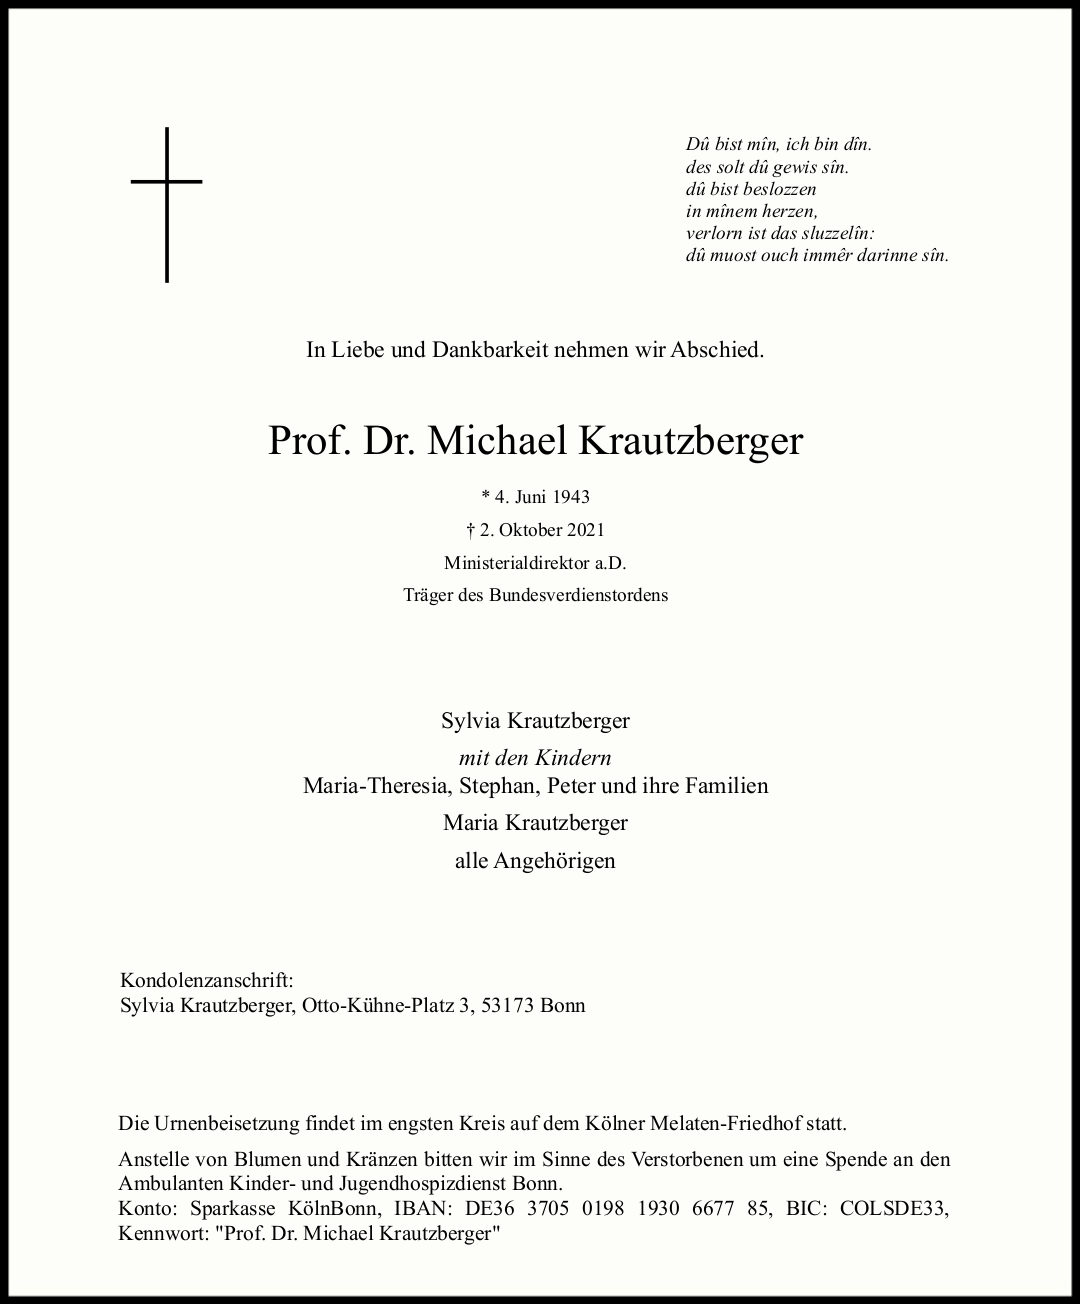 Dû bist mîn, ich bin dîn.
des solt dû gewis sîn.
dû bist beslozzen
in mînem herzen,
verlorn ist das sluzzelîn:
dû muost ouch immêr darinne sîn.
In Liebe und Dankbarkeit nehmen wir Abschied.
Prof. Dr. Michael Krautzberger
* 4. Juni 1943
† 2. Oktober 2021
Ministerialdirektor a.D.
Träger des Bundesverdienstordens
Sylvia Krautzberger
mit den Kindern
Maria-Theresia, Stephan, Peter und ihre Familien
Maria Krautzberger
alle Angehörigen
Kondolenzanschrift:
Sylvia Krautzberger, Otto-Kühne-Platz 3, 53173 Bonn
Die Urnenbeisetzung findet im engsten Kreis auf dem Kölner Melaten-Friedhof statt.
Anstelle von Blumen und Kränzen bitten wir im Sinne des Verstorbenen um eine Spende an den
Ambulanten Kinder- und Jugendhospizdienst Bonn.
Konto: Sparkasse KölnBonn, IBAN: DE36 3705 0198 1930 6677 85, BIC: COLSDE33,
Kennwort: "Prof. Dr. Michael Krautzberger"